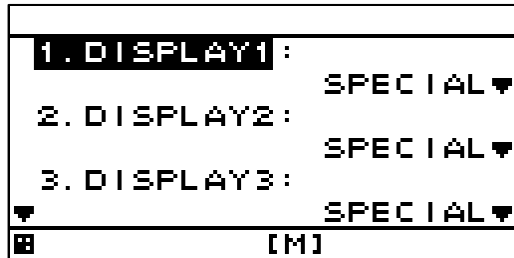 1.DISPLAY1:
SPECIAL▼
2.DISPLAY2:
SPECIAL▼
3.DISPLAY3:
▼ SPECIAL▼
[M]